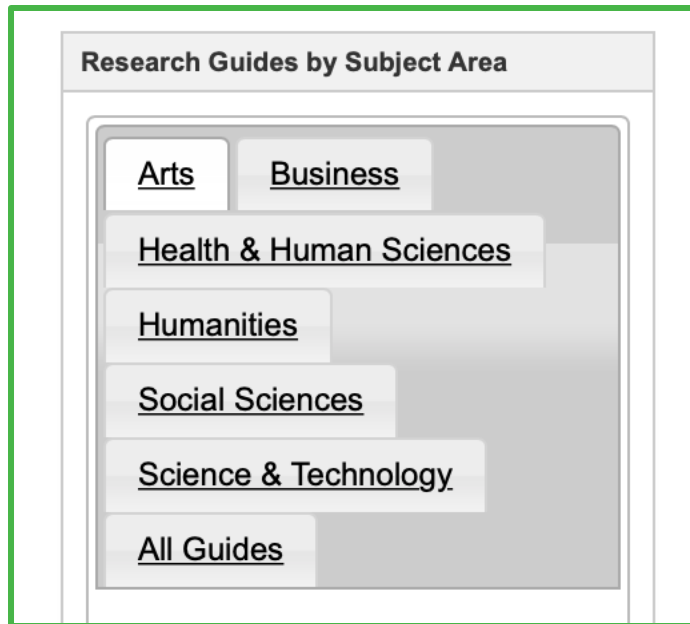 Research Guides by Subject Area
Arts Business
Health & Human Sciences
Humanities
Social Sciences
Science & Technology
All Guides